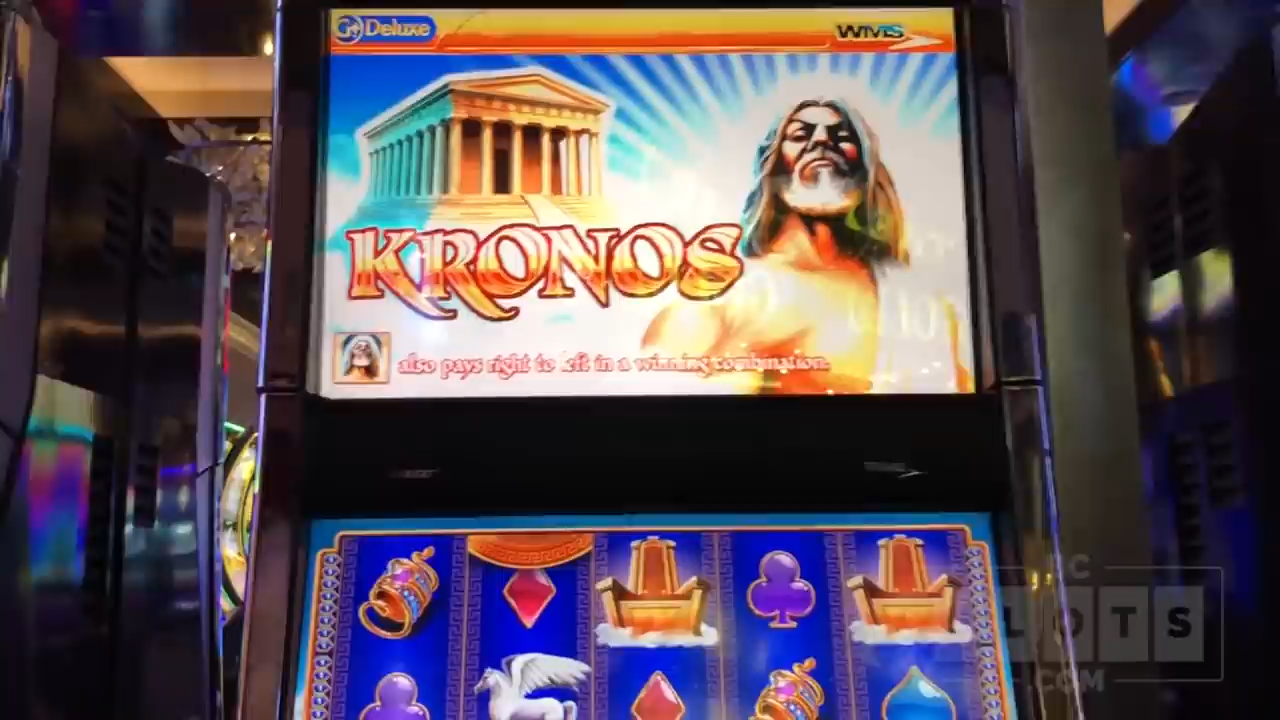 G+ Deluxe
WMS
KRONOS
also pays right to left in a winning combination.
LOTS
.COM